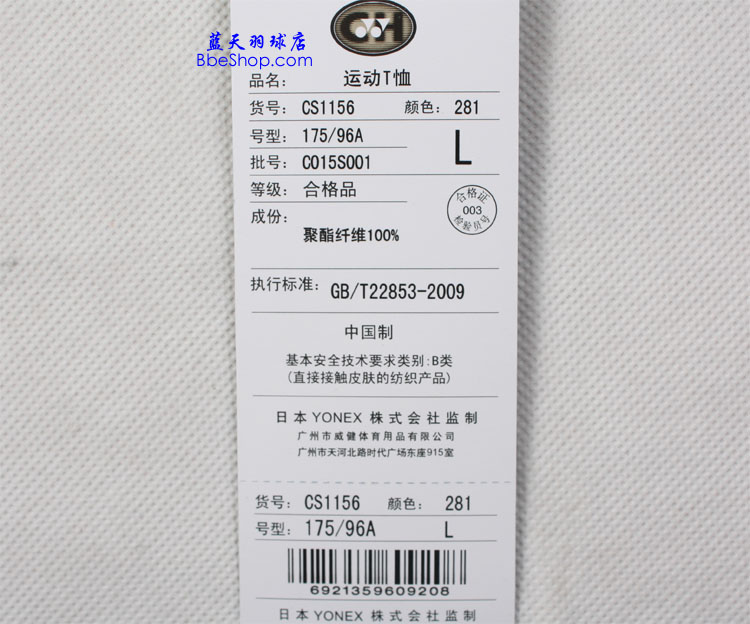 蓝天羽球店
BbeShop.com
CH
品名： 运动T恤
货号： CS1156 颜色： 281
号型： 175/96A L
批号： C015S001
等级： 合格品
合格证
003
检验员号
成份：
聚酯纤维100%
执行标准： GB/T22853-2009
中国制
基本安全技术要求类别:B类
(直接接触皮肤的纺织产品)
日本 YONEX 株式会社监制
广州市威健体育用品有限公司
广州市天河北路时代广场东座915室
货号： CS1156 颜色： 281
号型： 175/96A L
6921359609208
日本 YONEX 株式会社监制